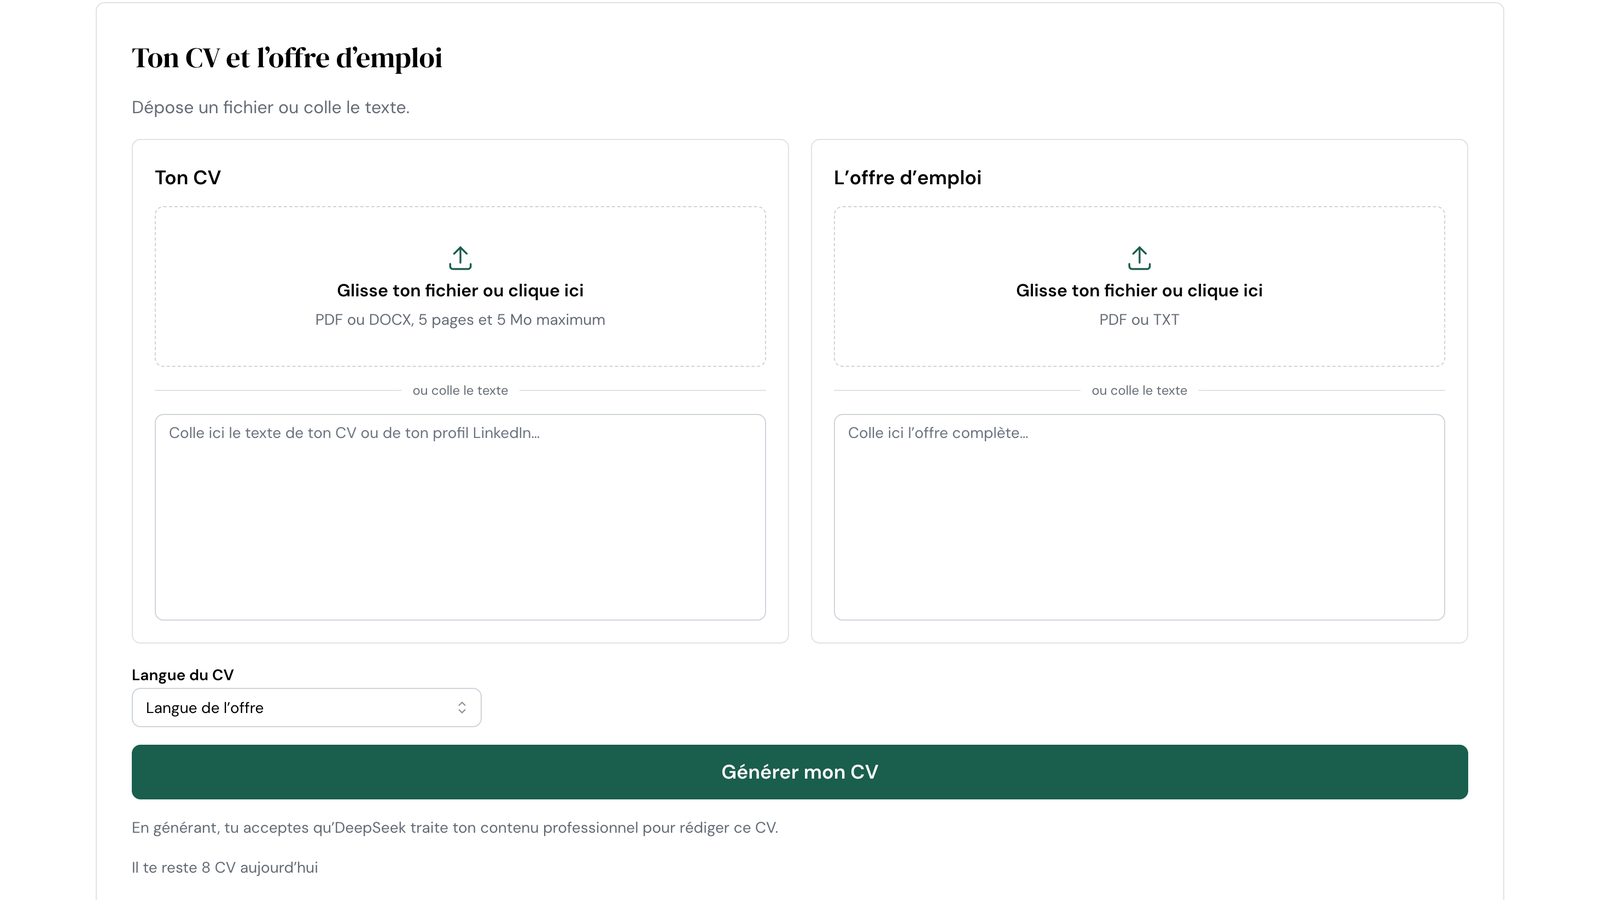 Ton CV et l’offre d’emploi
Dépose un fichier ou colle le texte.
Ton CV
Glisse ton fichier ou clique ici
PDF ou DOCX, 5 pages et 5 Mo maximum
ou colle le texte
Colle ici le texte de ton CV ou de ton profil LinkedIn…
L’offre d’emploi
Glisse ton fichier ou clique ici
PDF ou TXT
ou colle le texte
Colle ici l’offre complète…
Langue du CV
Langue de l’offre
Générer mon CV
En générant, tu acceptes qu’DeepSeek traite ton contenu professionnel pour rédiger ce CV.
Il te reste 8 CV aujourd’hui